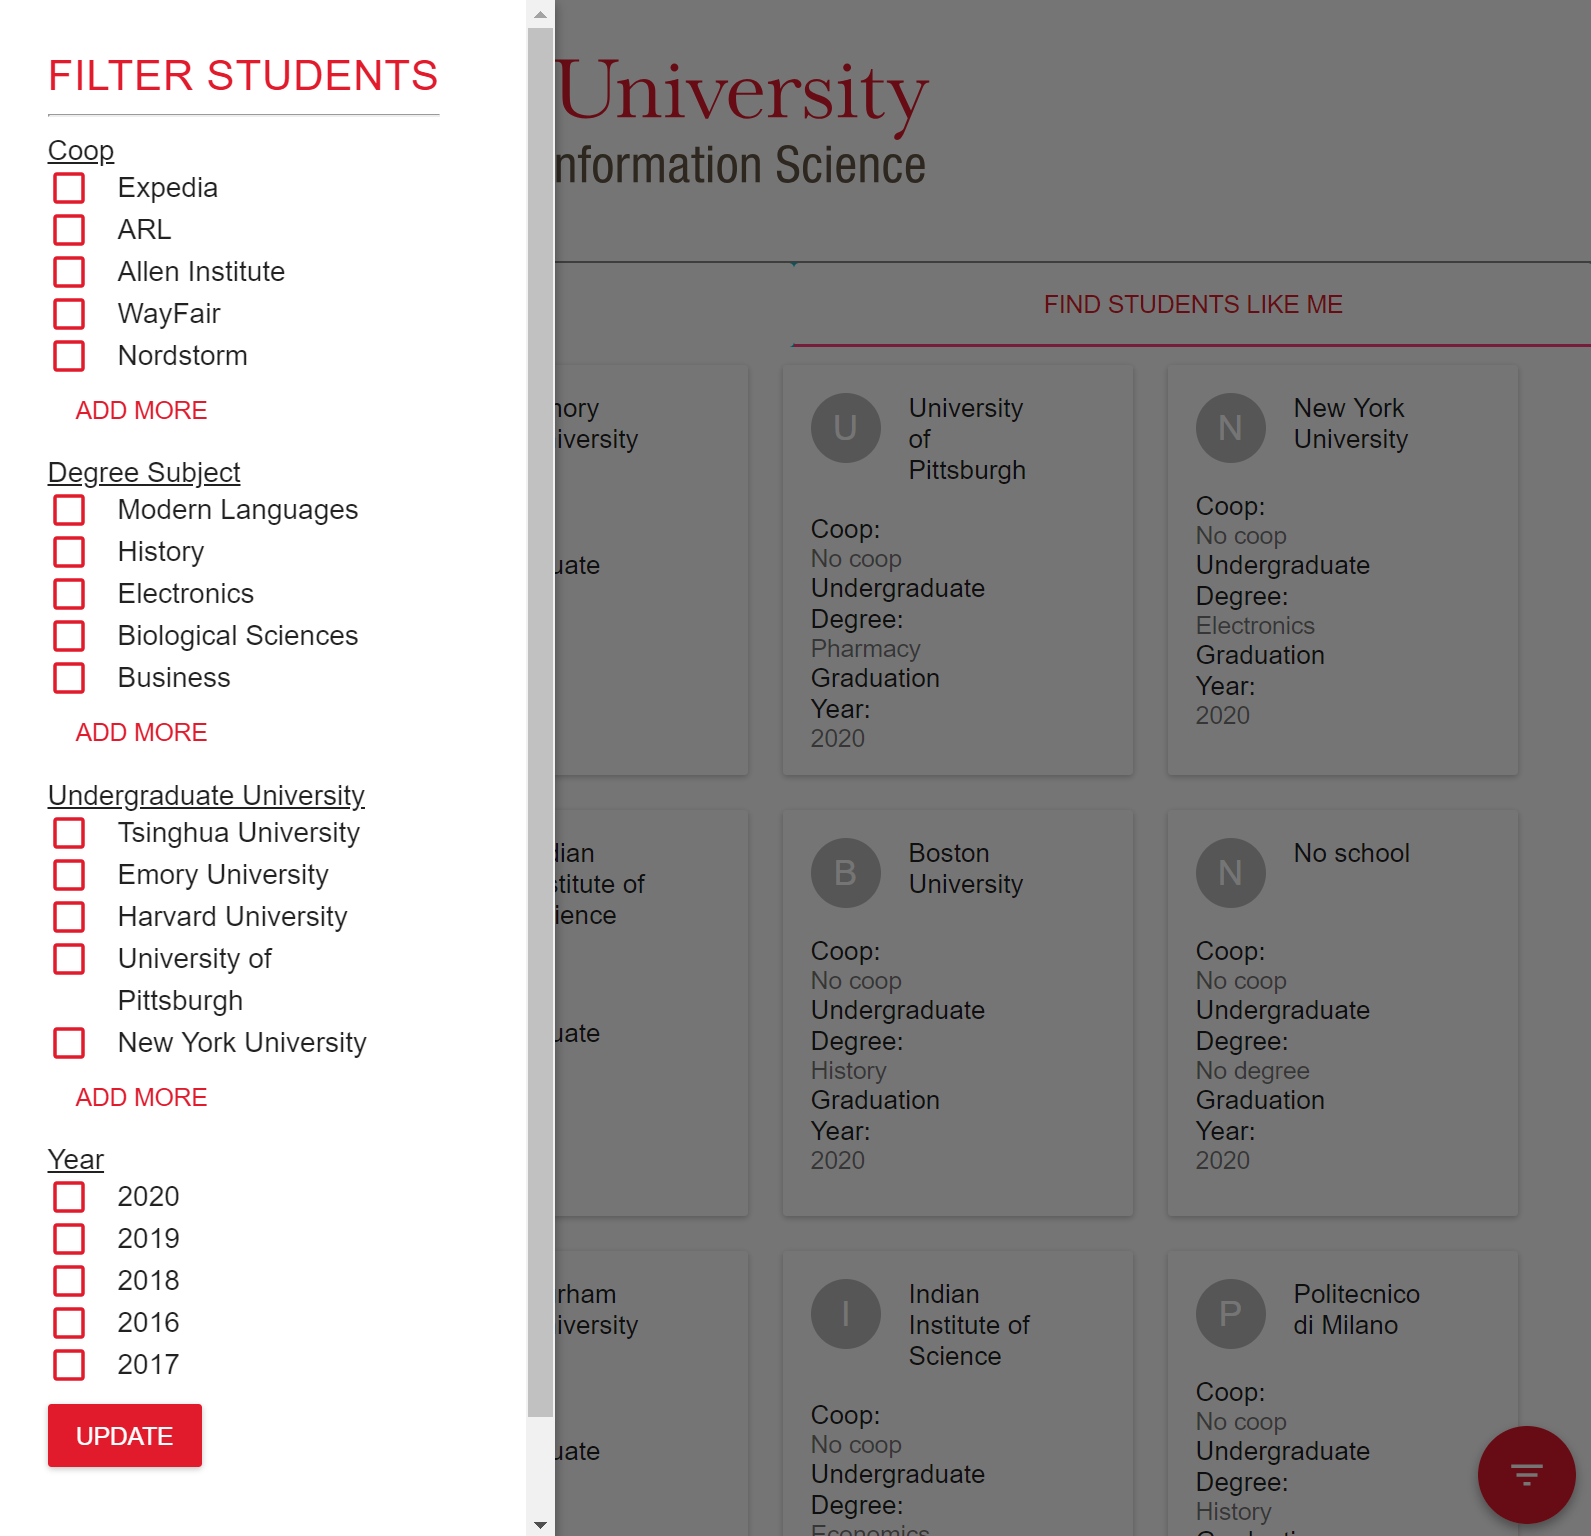 FILTER STUDENTS
Coop
Expedia
ARL
Allen Institute
WayFair
Nordstorm
ADD MORE
Degree Subject
Modern Languages
History
Electronics
Biological Sciences
Business
ADD MORE
Undergraduate University
Tsinghua University
Emory University
Harvard University
University of
Pittsburgh
New York University
ADD MORE
Year
2020
2019
2018
2016
2017
UPDATE
University
nformation Science
FIND STUDENTS LIKE ME
ory
iversity
uate
U
University
of
Pittsburgh
Coop:
No coop
Undergraduate
Degree:
Pharmacy
Graduation
Year:
2020
N
New York
University
Coop:
No coop
Undergraduate
Degree:
Electronics
Graduation
Year:
2020
dian
stitute of
ience
uate
B
Boston
University
Coop:
No coop
Undergraduate
Degree:
History
Graduation
Year:
2020
N
No school
Coop:
No coop
Undergraduate
Degree:
No degree
Graduation
Year:
2020
rham
iversity
uate
I
Indian
Institute of
Science
Coop:
No coop
Undergraduate
Degree:
Economics
P
Politecnico
di Milano
Coop:
No coop
Undergraduate
Degree:
History
Graduation